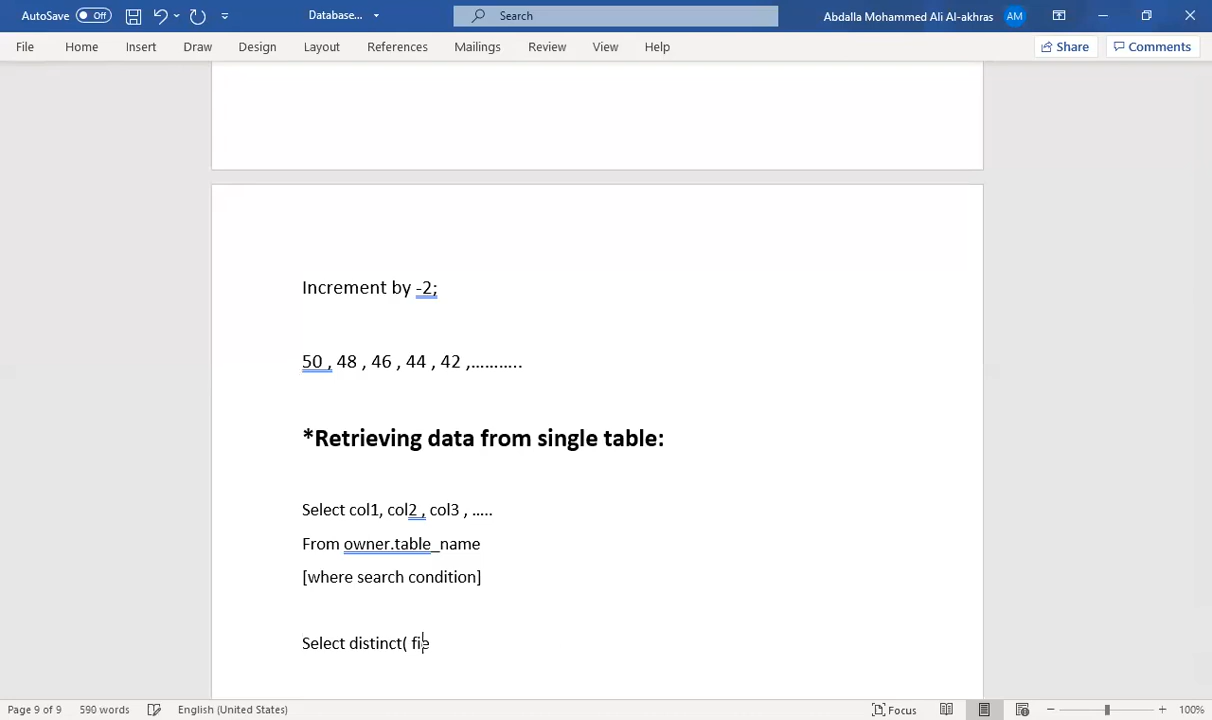 AutoSave Off Database... Search Abdalla Mohammed Ali Al-akhras AM
File Home Insert Draw Design Layout References Mailings Review View Help Share Comments
Increment by -2;
50 , 48 , 46 , 44 , 42 ,...........
*Retrieving data from single table:
Select col1, col2 , col3 , .....
From owner.table_name
[where search condition]
Select distinct( fie
Page 9 of 9 590 words English (United States) Focus 100%